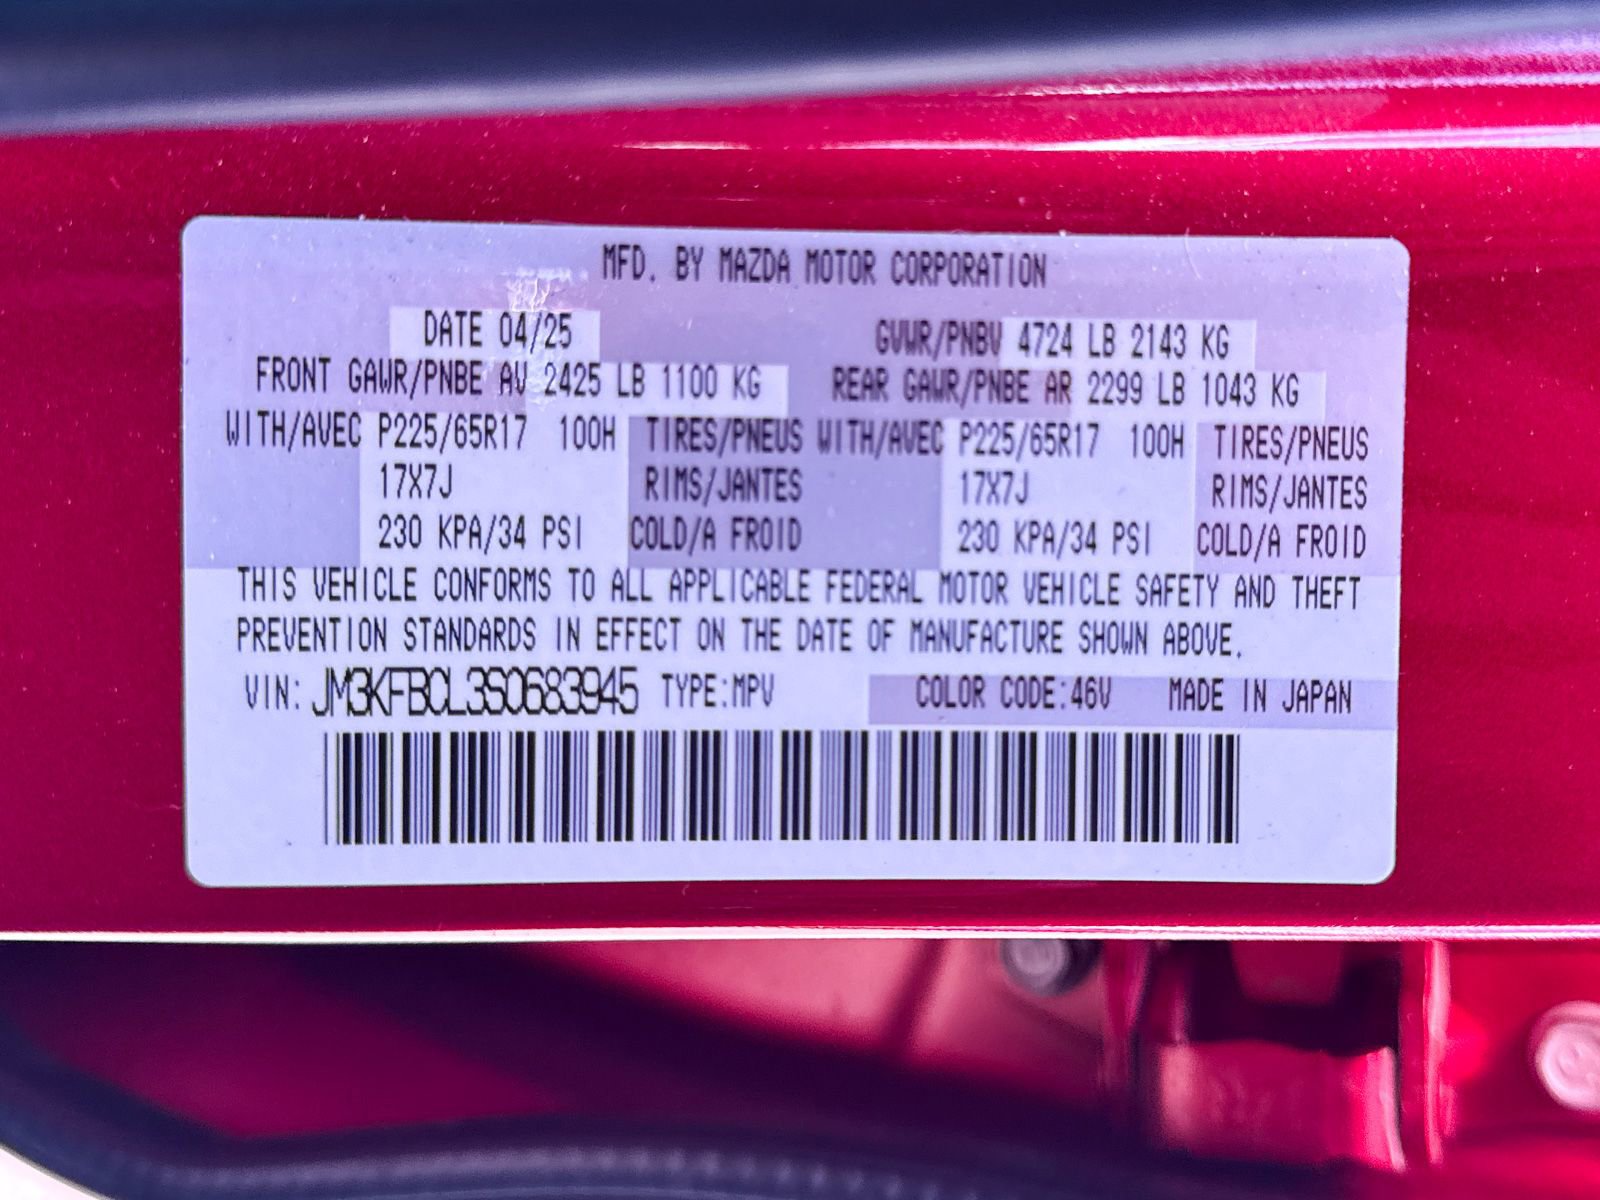 MFD. BY MAZDA MOTOR CORPORATION
DATE 04/25 GVWR/PNBV 4724 LB 2143 KG
FRONT GAWR/PNBE AV 2425 LB 1100 KG REAR GAWR/PNBE AR 2299 LB 1043 KG
WITH/AVEC P225/65R17 100H TIRES/PNEUS WITH/AVEC P225/65R17 100H TIRES/PNEUS
17X7J RIMS/JANTES 17X7J RIMS/JANTES
230 KPA/34 PSI COLD/A FROID 230 KPA/34 PSI COLD/A FROID
THIS VEHICLE CONFORMS TO ALL APPLICABLE FEDERAL MOTOR VEHICLE SAFETY AND THEFT
PREVENTION STANDARDS IN EFFECT ON THE DATE OF MANUFACTURE SHOWN ABOVE.
VIN: JM3KFBCL3S0683945 TYPE:MPV COLOR CODE:46V MADE IN JAPAN